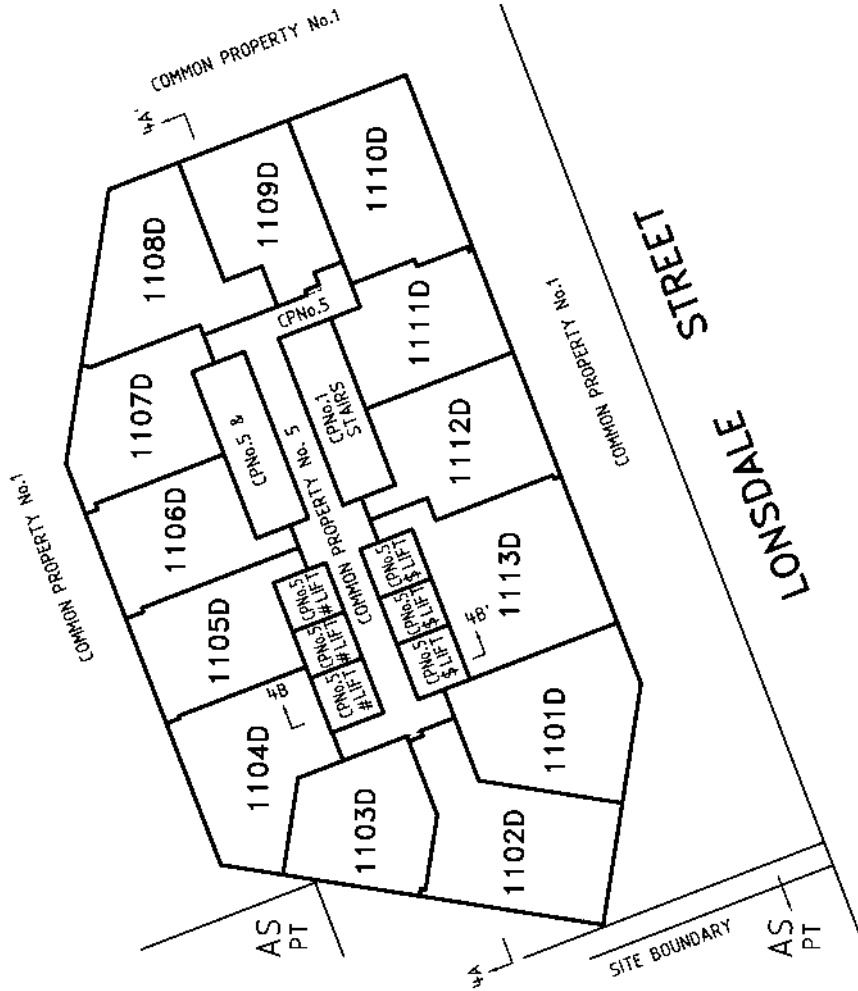 COMMON PROPERTY No.1
4A'
1108D
1109D
1110D
CPNo.5
1107D
CPNo.5 &
CPNo.1
STAIRS
1111D
COMMON PROPERTY No.1
STREET
COMMON PROPERTY No.1
1106D
COMMON PROPERTY No. 5
1112D
1105D
CPNo.5
# LIFT
CPNo.5
# LIFT
CPNo.5
# LIFT
CPNo.5
$ LIFT
CPNo.5
$ LIFT
CPNo.5
$ LIFT
1113D
LONSDALE
4B
4B'
1104D
1103D
1101D
1102D
AS
PT
4A
SITE BOUNDARY
AS
PT